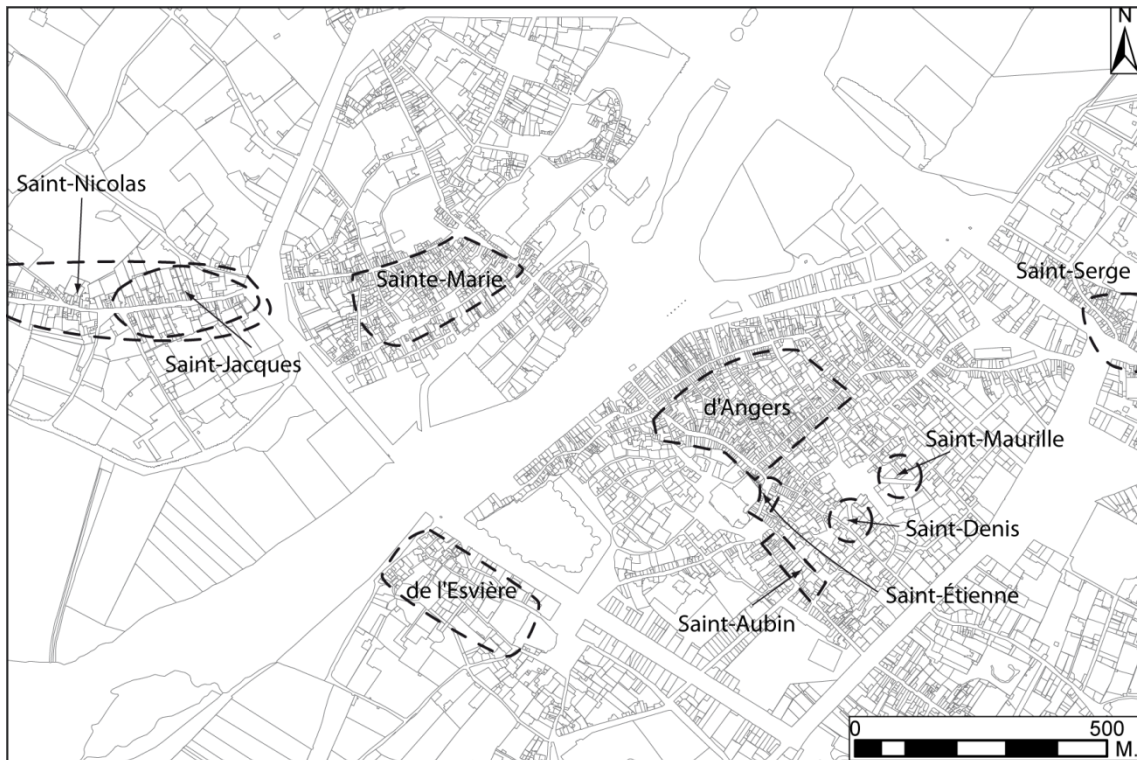 N
Saint-Nicolas
Sainte-Marie
Saint-Serge
Saint-Jacques
d'Angers
Saint-Maurille
Saint-Denis
de l'Esvière
Saint-Étienne
Saint-Aubin
0 500
M.